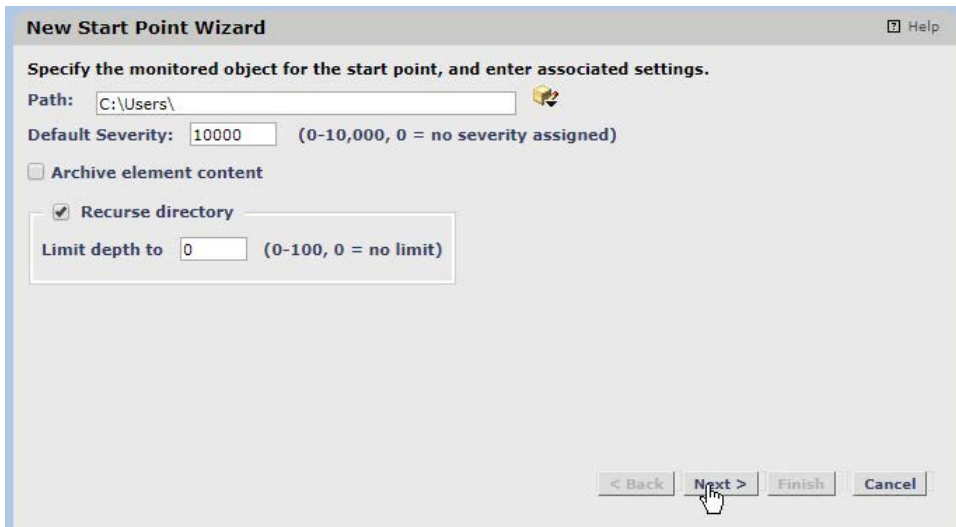 New Start Point Wizard
? Help
Specify the monitored object for the start point, and enter associated settings.
Path: C:\Users\
Default Severity: 10000 (0-10,000, 0 = no severity assigned)
Archive element content
Recurse directory
Limit depth to 0 (0-100, 0 = no limit)
< Back Next > Finish Cancel